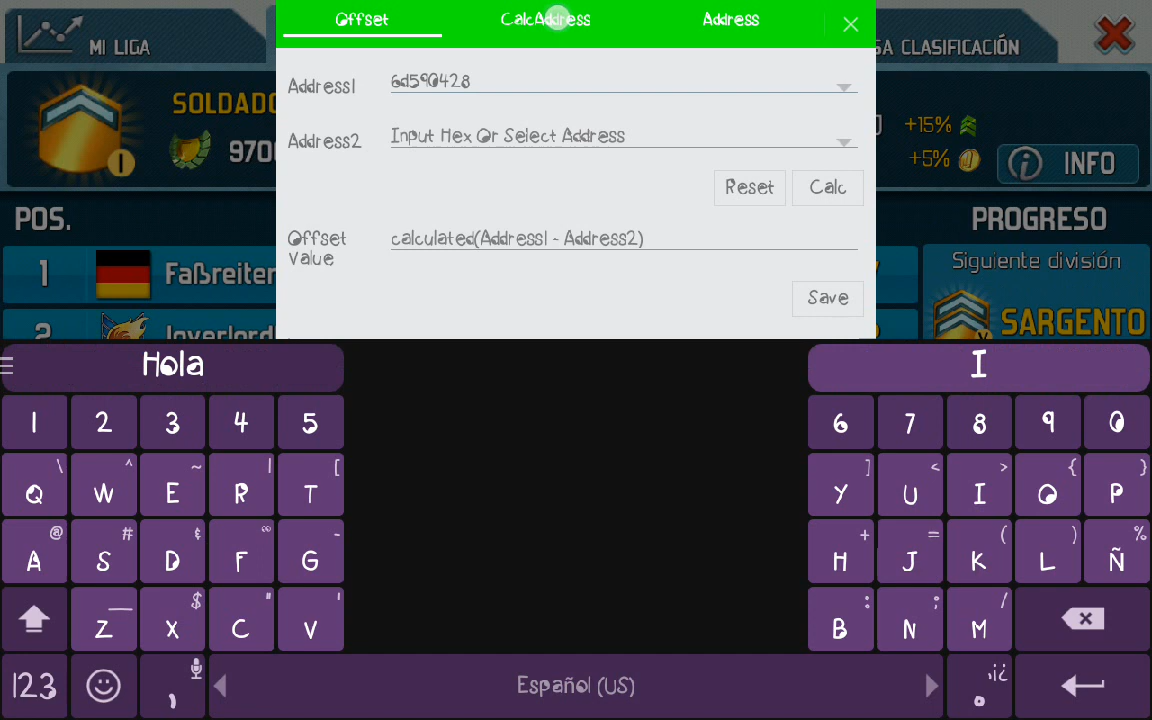 Offset
CalcAddress
Address
MI LIGA
SA CLASIFICACIÓN
Address1
6d590428
SOLDADO
I
970
+15%
+5%
INFO
Address2
Input Hex Or Select Address
Reset
Calc
POS.
PROGRESO
Offset
Value
calculated(Address1 - Address2)
1
Faßreiter
Siguiente división
Save
2
SARGENTO
Hola
I
1 2 3 4 5 6 7 8 9 0
\ ^ ~ | [ ] < > { }
Q W E R T Y U I O P
@ # ¢ ° - + = ( ) %
A S D F G H J K L Ñ
_ $ " ' : ; /
Z X C V B N M
123
,
Español (US)
,¡¿
.